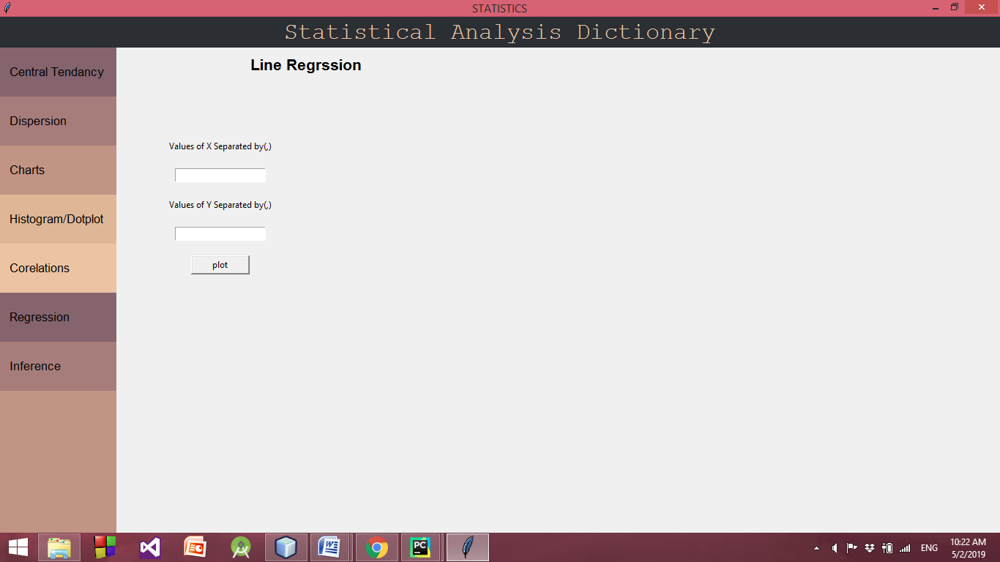 STATISTICS
Statistical Analysis Dictionary
Central Tendancy
Dispersion
Charts
Histogram/Dotplot
Corelations
Regression
Inference
Line Regrssion
Values of X Separated by(,)
Values of Y Separated by(,)
plot
PC
ENG
10:22 AM
5/2/2019